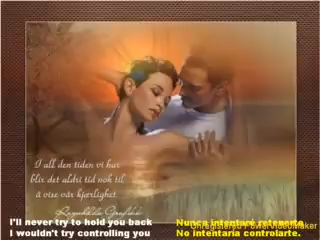 I all den tiden vi har
blir det aldri tid nok til
å vise vår kjærlighet.
I'll never try to hold you back
I wouldn't try controlling you
Nunca intentaré retenerte
No intentaría controlarte.